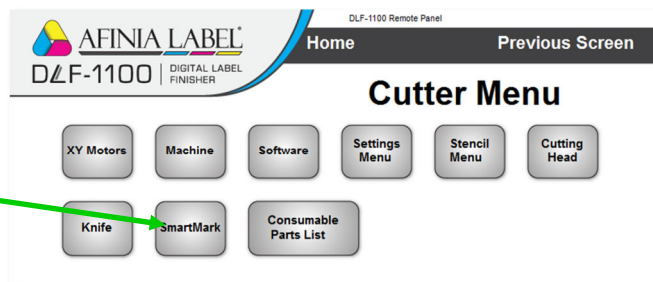 DLF-1100 Remote Panel
AFINIA LABEL®
Home
Previous Screen
DLF-1100
DIGITAL LABEL
FINISHER
Cutter Menu
XY Motors
Machine
Software
Settings
Menu
Stencil
Menu
Cutting
Head
Knife
SmartMark
Consumable
Parts List